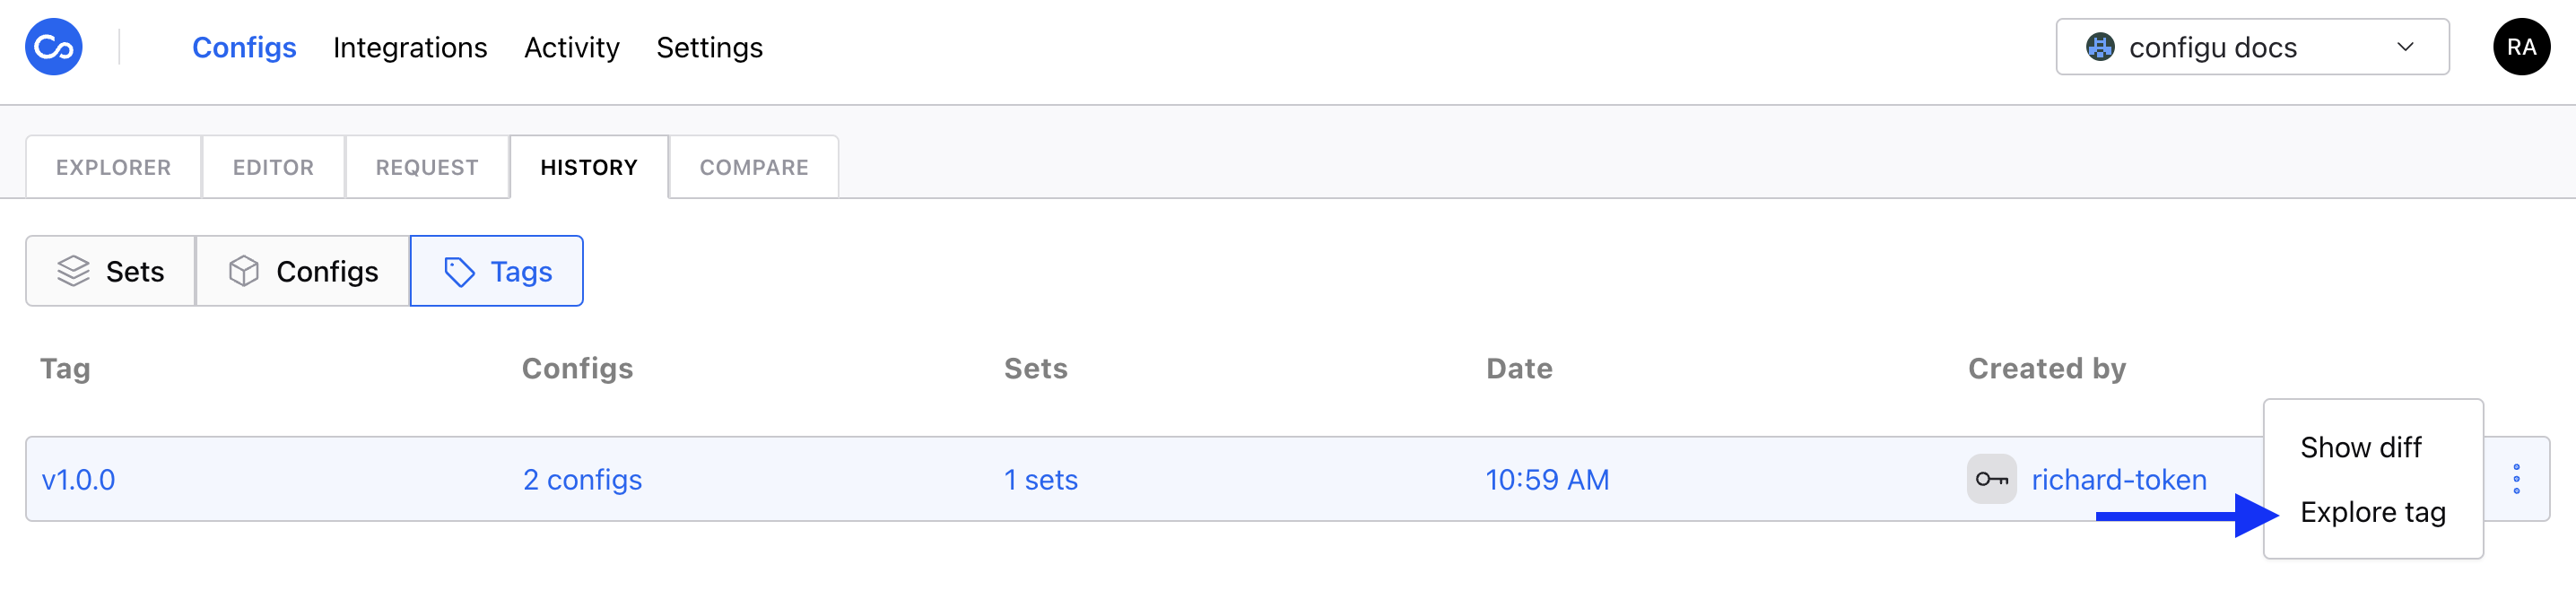 Configs Integrations Activity Settings configu docs RA
EXPLORER EDITOR REQUEST HISTORY COMPARE
Sets Configs Tags
Tag Configs Sets Date Created by
Show diff
v1.0.0 2 configs 1 sets 10:59 AM richard-token
Explore tag